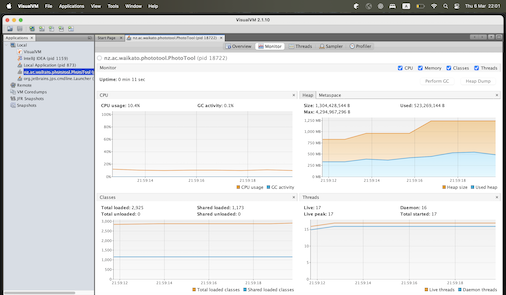 VisualVM File Applications View Tools Window Help
Thu 8 Mar 22:01
VisualVM 2.1.10
Applications
Start Page
nz.ac.waikato.phototool.PhotoTool (pid 18722)
Local
VisualVM
IntelliJ IDEA (pid 1119)
Local Application (pid 873)
nz.ac.waikato.phototool.PhotoTool (
org.jetbrains.jps.cmdline.Launcher (
Remote
VM Coredumps
JFR Snapshots
Snapshots
Overview Monitor Threads Sampler Profiler
nz.ac.waikato.phototool.PhotoTool (pid 18722)
Monitor
CPU Memory Classes Threads
Uptime: 0 min 11 sec
Perform GC Heap Dump
CPU
CPU usage: 10.4% GC activity: 0.1%
100%
80%
60%
40%
20%
0%
21:59:14 21:59:16 21:59:18
CPU usage GC activity
Heap Metaspace
Size: 1,304,428,544 B Used: 523,269,344 B
Max: 4,294,967,296 B
1,250 MB
1,000 MB
750 MB
500 MB
250 MB
0 MB
21:59:12 21:59:14 21:59:16 21:59:18
Heap size Used heap
Classes
Total loaded: 2,925 Shared loaded: 1,173
Total unloaded: 0 Shared unloaded: 0
3,000
2,500
2,000
1,500
1,000
500
0
21:59:12 21:59:14 21:59:16 21:59:18
Total loaded classes Shared loaded classes
Threads
Live: 17 Daemon: 16
Live peak: 17 Total started: 17
15
10
5
0
21:59:12 21:59:14 21:59:16 21:59:18
Live threads Daemon threads